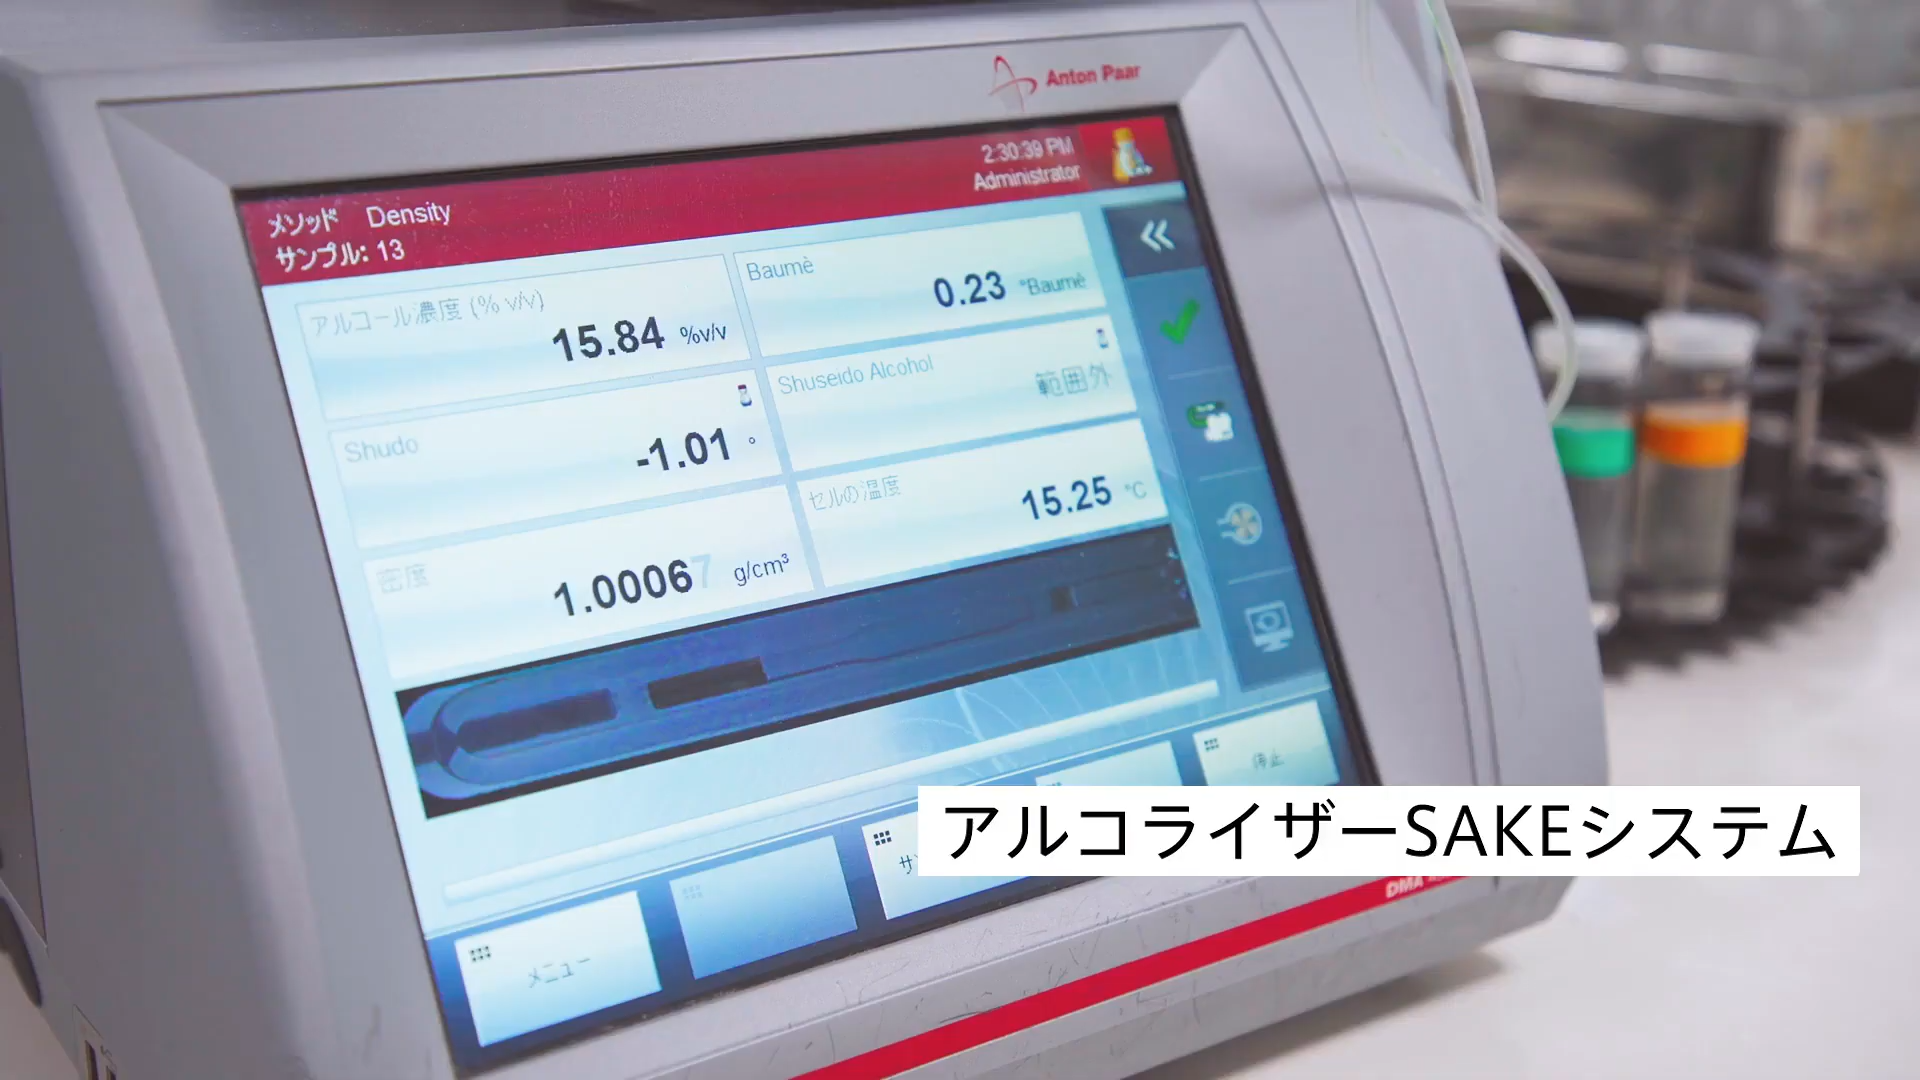 Anton Paar
2:30:39 PM
Administrator
メソッド Density
サンプル: 13
アルコール濃度 (% v/v)
15.84 %v/v
Baumè
0.23 °Baumè
Shudo
-1.01 °
Shuseido Alcohol
範囲外
密度
1.00067 g/cm³
セルの温度
15.25 °C
停止
メニュー
アルコライザーSAKEシステム
DMA